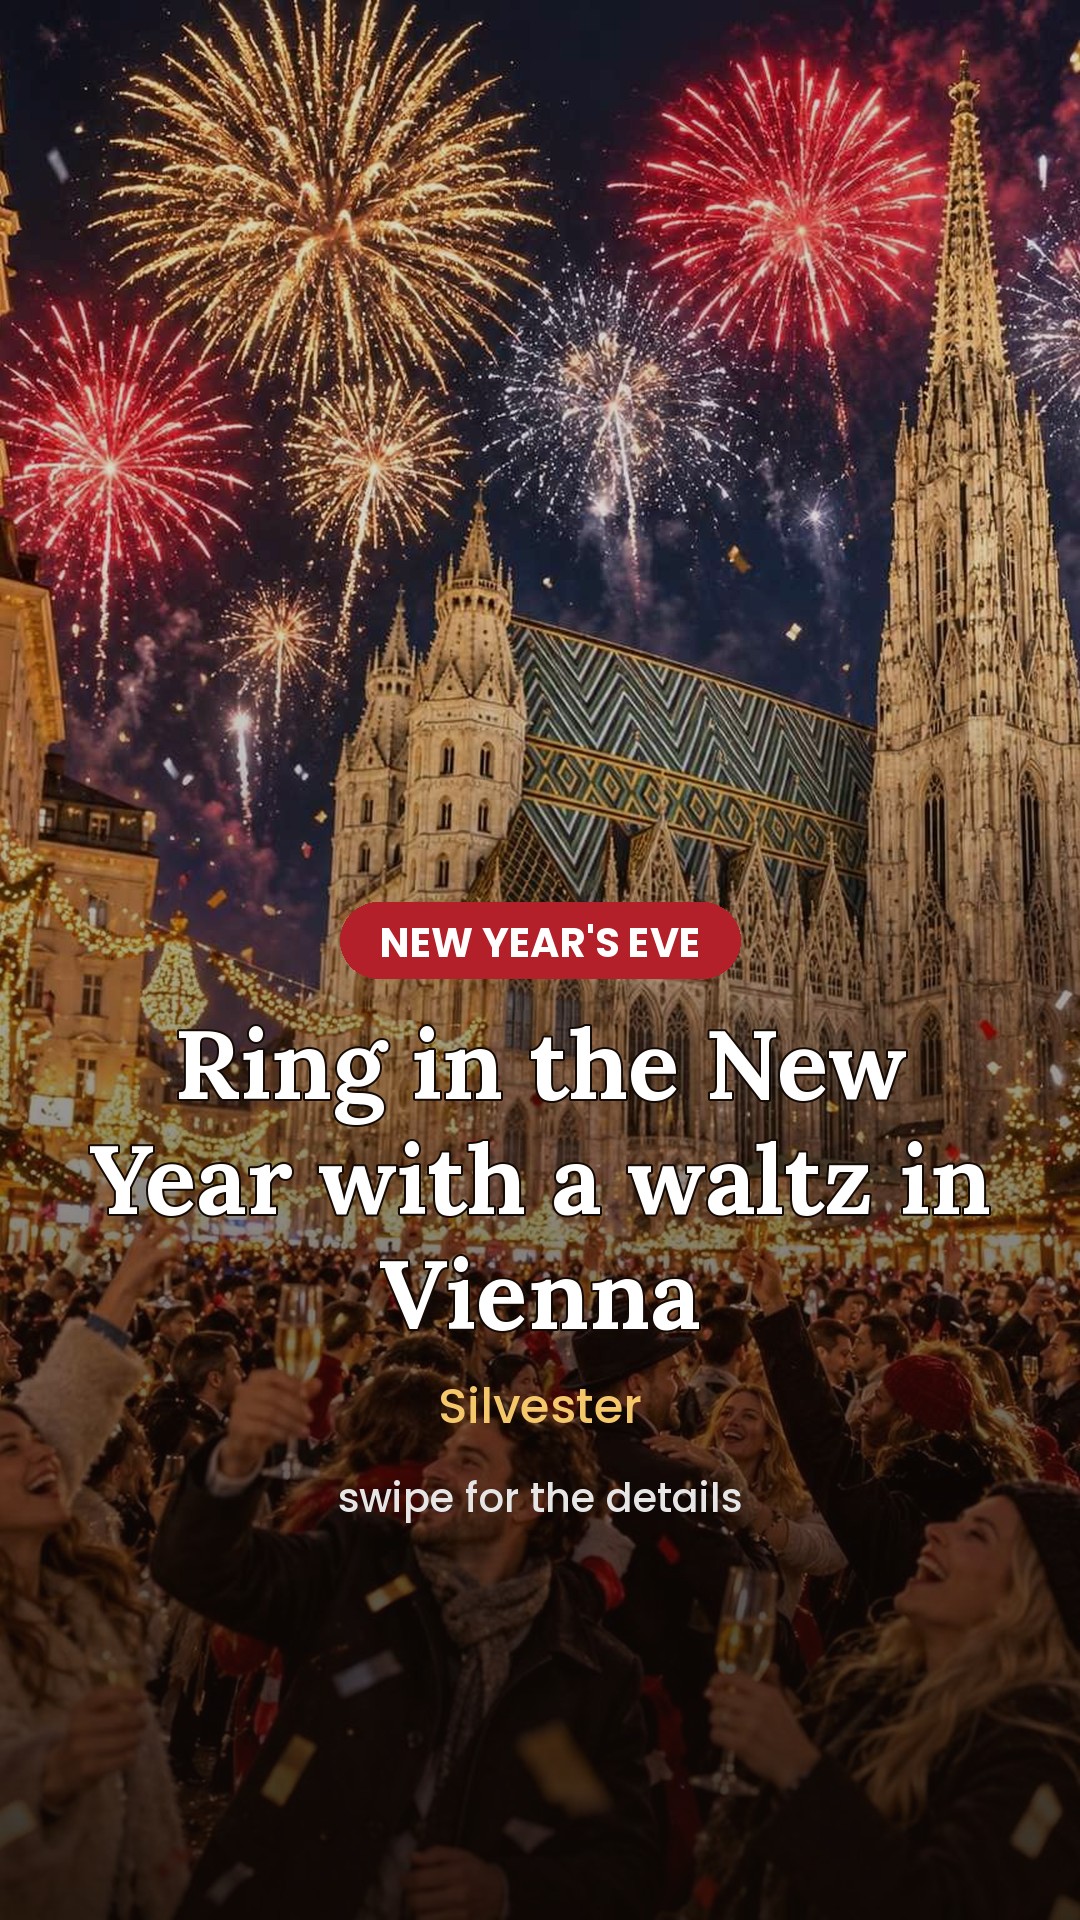 NEW YEAR'S EVE
Ring in the New
Year with a waltz in
Vienna
Silvester
swipe for the details